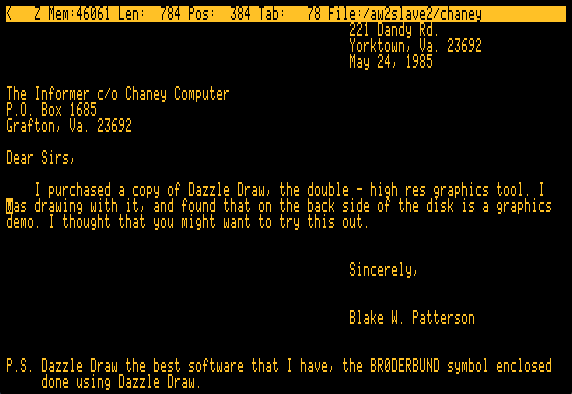 K   Z Mem:46061 Len:  784 Pos:  384 Tab:   78 File:/aw2slave2/chaney
221 Dandy Rd.
Yorktown, Va. 23692
May 24, 1985
The Informer c/o Chaney Computer
P.O. Box 1685
Grafton, Va. 23692
Dear Sirs,
I purchased a copy of Dazzle Draw, the double - high res graphics tool. I
was drawing with it, and found that on the back side of the disk is a graphics
demo. I thought that you might want to try this out.
Sincerely,
Blake W. Patterson
P.S. Dazzle Draw the best software that I have, the BRØDERBUND symbol enclosed
done using Dazzle Draw.